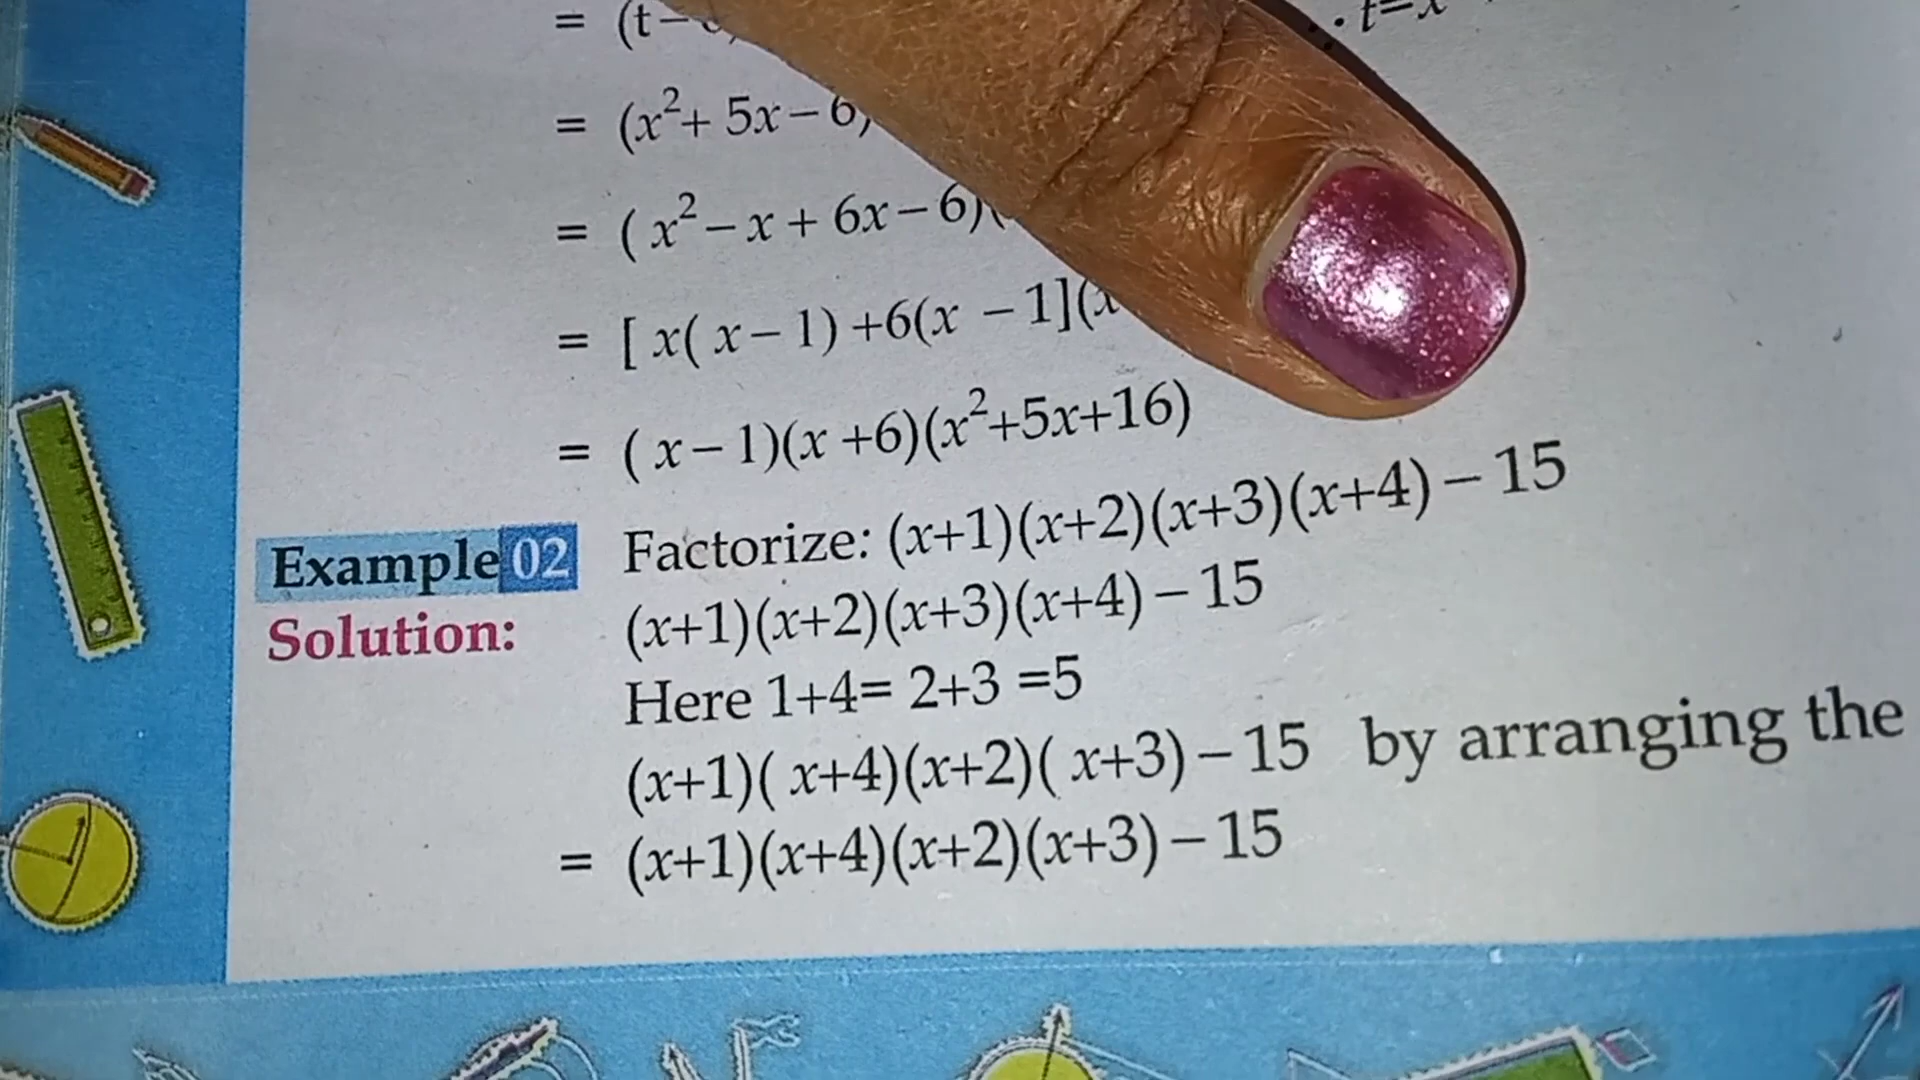 = (t –
∴ t=x
= (x²+ 5x – 6)
= ( x² – x + 6x – 6)(
= [ x( x – 1) +6(x – 1](x
= ( x – 1)(x +6)(x²+5x+16)
Example 02 Factorize: (x+1)(x+2)(x+3)(x+4) – 15
Solution: (x+1)(x+2)(x+3)(x+4) – 15
Here 1+4= 2+3 =5
(x+1)( x+4)(x+2)( x+3) – 15 by arranging the
= (x+1)(x+4)(x+2)(x+3) – 15